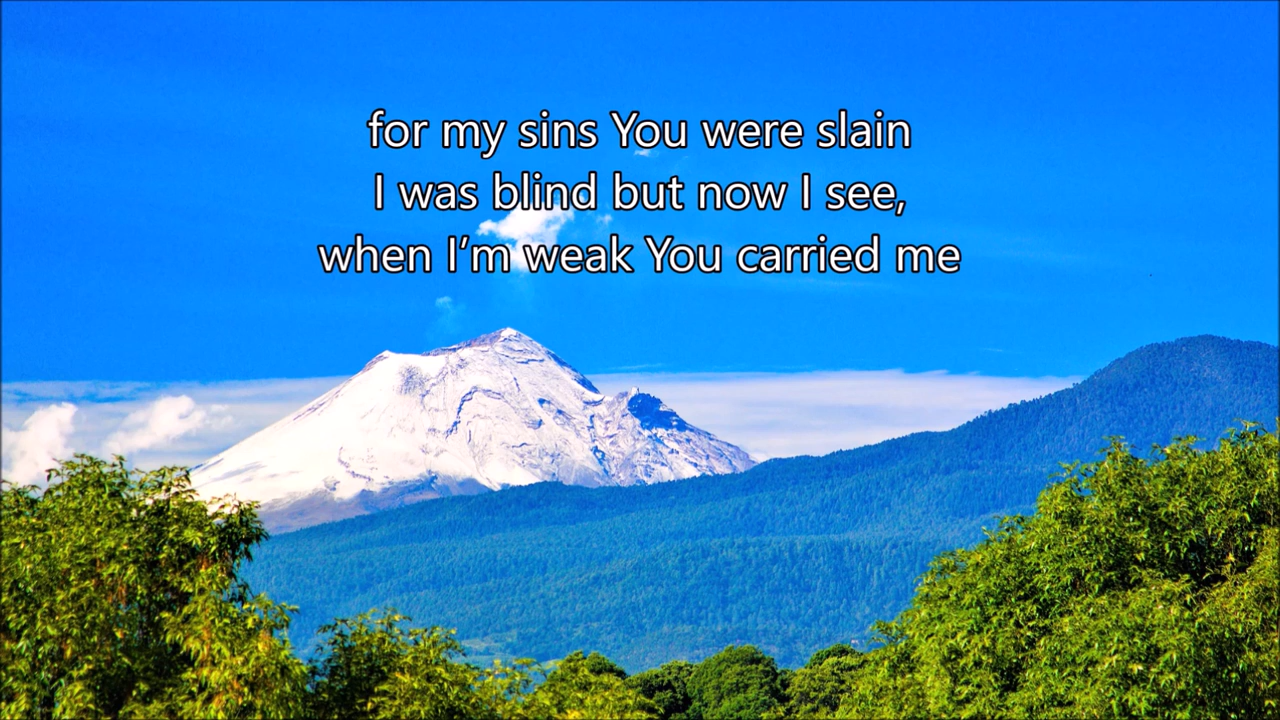 for my sins You were slain
I was blind but now I see,
when I’m weak You carried me